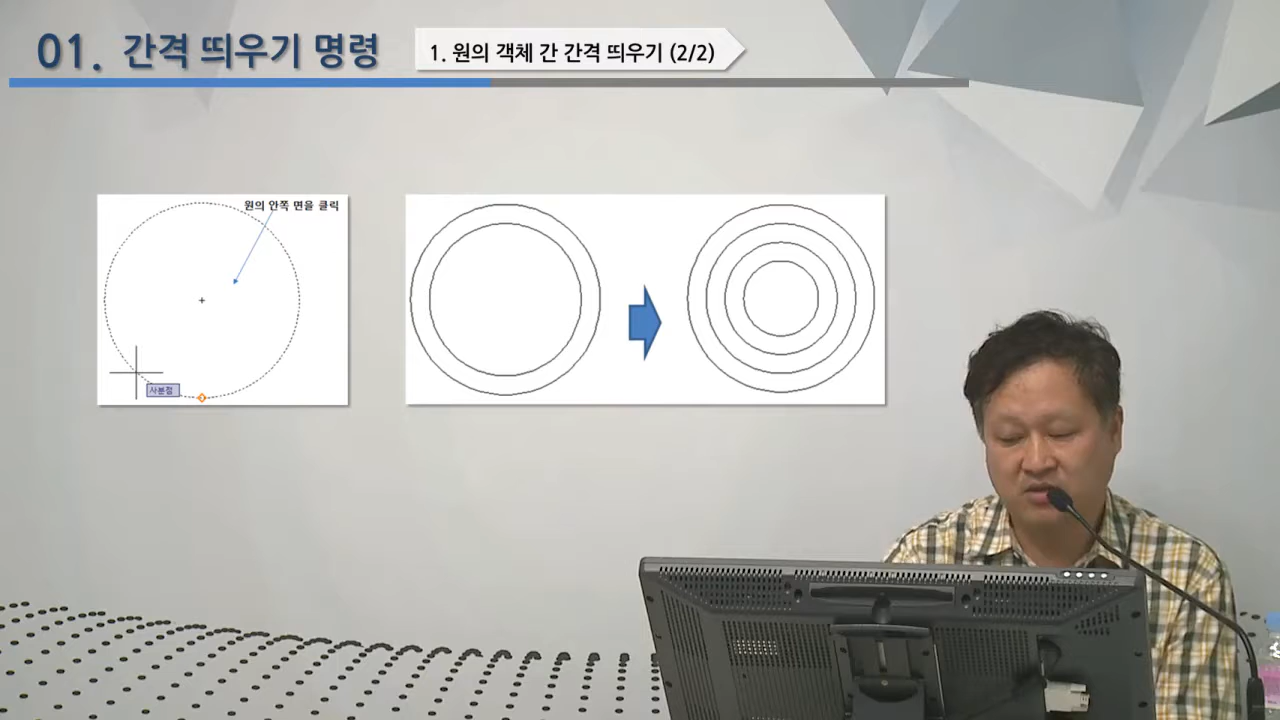 01. 간격 띄우기 명령
1. 원의 객체 간 간격 띄우기 (2/2)
원의 안쪽 면을 클릭
사분점